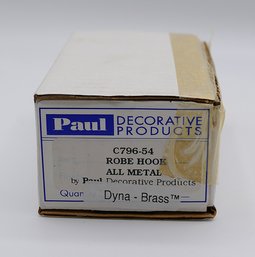 Paul DECORATIVE
PRODUCTS
C796-54
ROBE HOOK
ALL METAL
by Paul Decorative Products
Dyna - Brass™